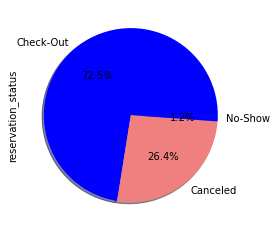 Check-Out
72.5%
reservation_status
1.2%
No-Show
26.4%
Canceled